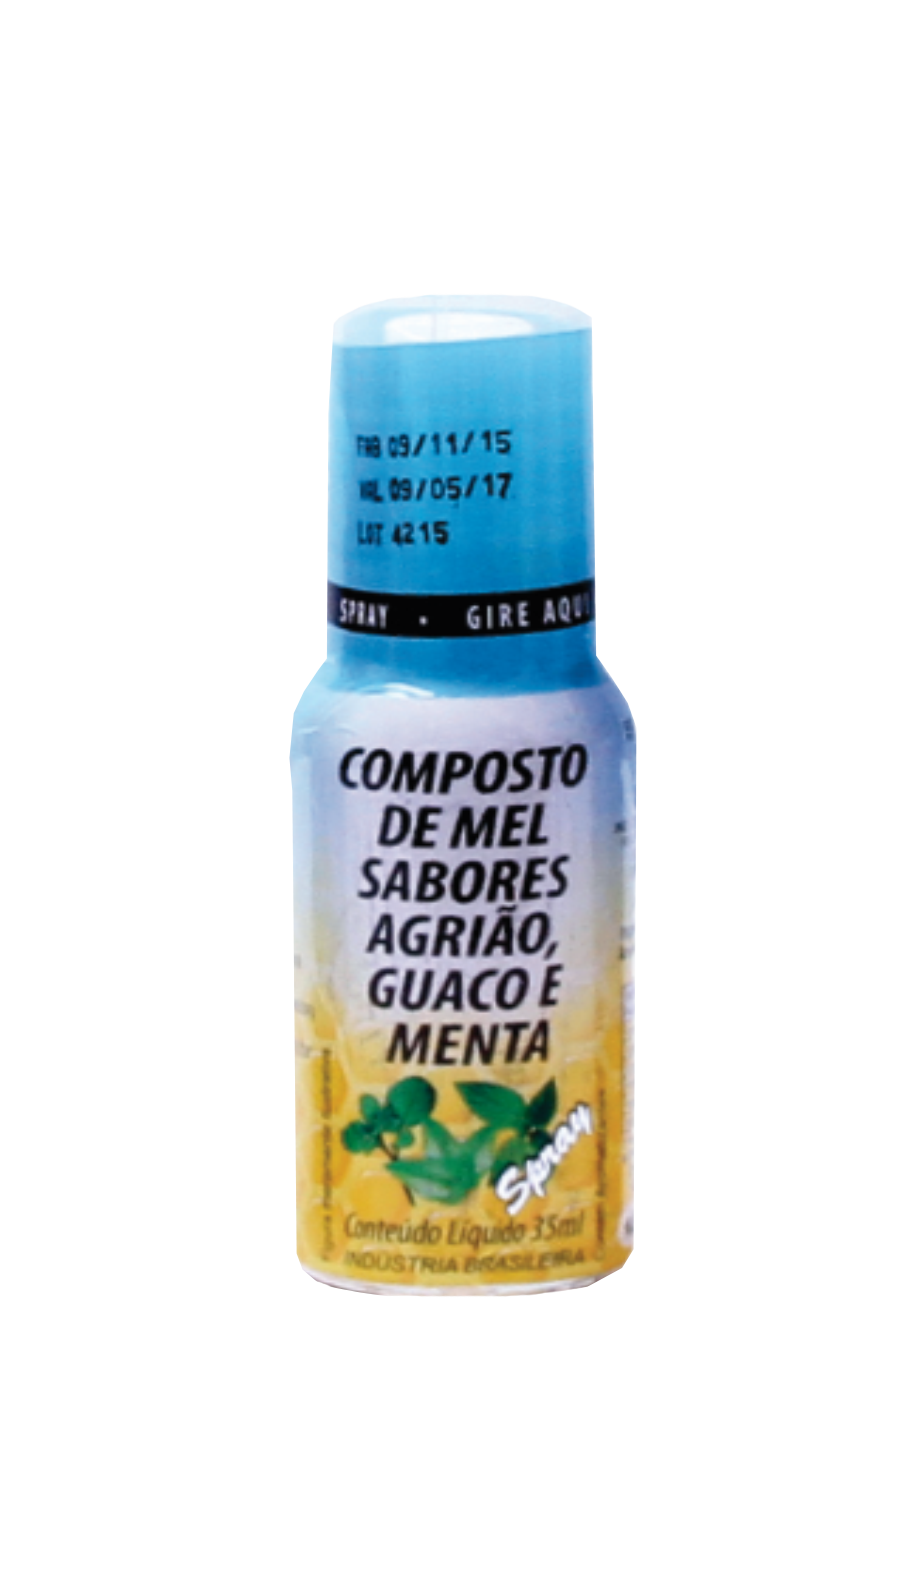 FAB 09/11/15
VAL 09/05/17
LOT 4215
SPRAY • GIRE AQUI
COMPOSTO
DE MEL
SABORES
AGRIÃO,
GUACO E
MENTA
Spray
Conteúdo Líquido 35ml
INDÚSTRIA BRASILEIRA